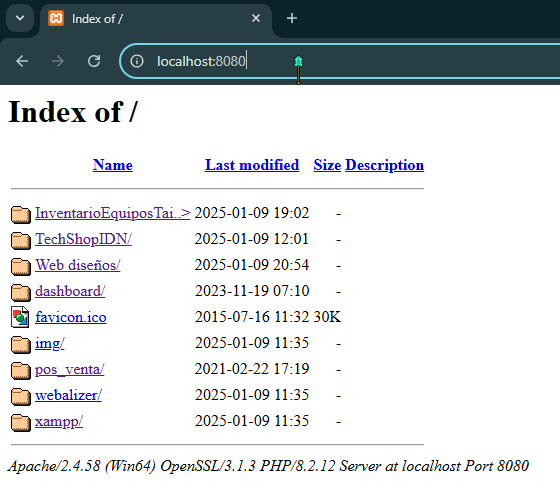 Index of /
localhost:8080
Index of /
Name Last modified Size Description
InventarioEquiposTai..> 2025-01-09 19:02 -
TechShopIDN/ 2025-01-09 12:01 -
Web diseños/ 2025-01-09 20:54 -
dashboard/ 2023-11-19 07:10 -
favicon.ico 2015-07-16 11:32 30K
img/ 2025-01-09 11:35 -
pos_venta/ 2021-02-22 17:19 -
webalizer/ 2025-01-09 11:35 -
xampp/ 2025-01-09 11:35 -
Apache/2.4.58 (Win64) OpenSSL/3.1.3 PHP/8.2.12 Server at localhost Port 8080